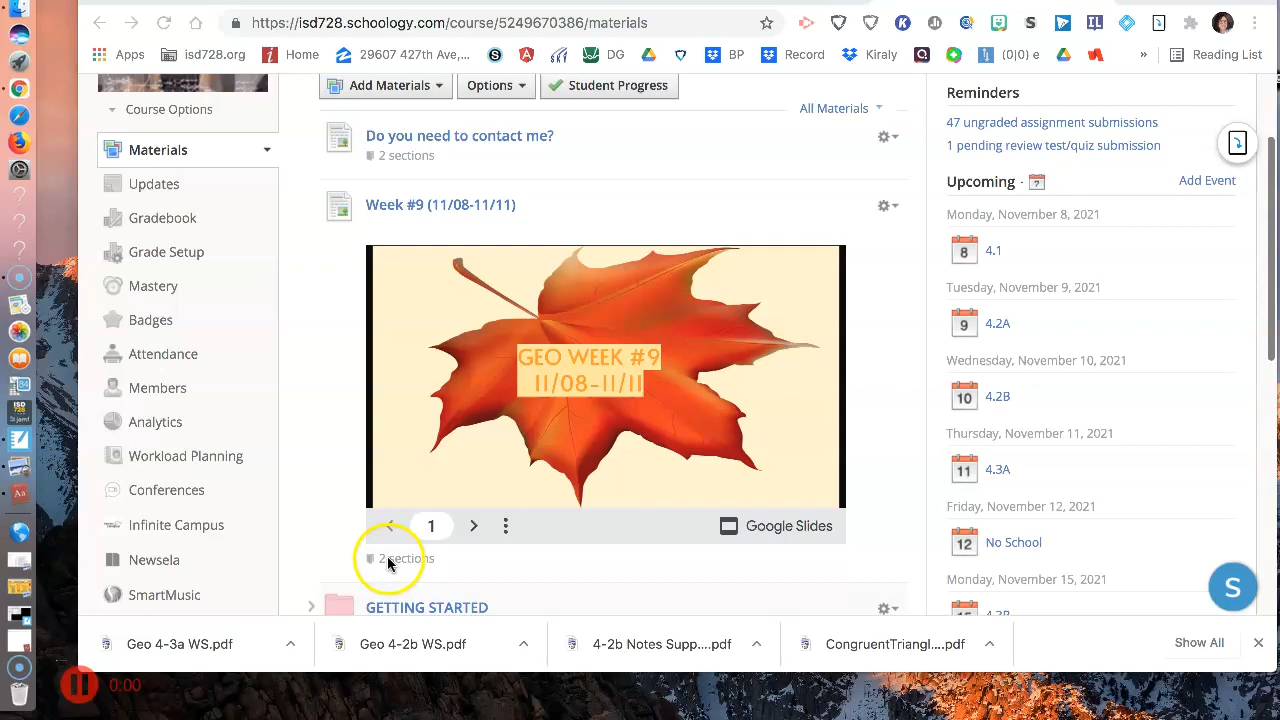 https://isd728.schoology.com/course/5249670386/materials
Apps
isd728.org
Home
29607 427th Ave,...
DG
BP
Record
Kiraly
(0|0) e
»
Reading List
Course Options
Materials
Updates
Gradebook
Grade Setup
Mastery
Badges
Attendance
Members
Analytics
Workload Planning
Conferences
Infinite Campus
Newsela
SmartMusic
Add Materials
Options
Student Progress
All Materials
Do you need to contact me?
2 sections
Week #9 (11/08-11/11)
GEO WEEK #9
11/08-11/11
1
Google Slides
2 sections
GETTING STARTED
Reminders
47 ungraded assignment submissions
1 pending review test/quiz submission
Upcoming ·
Add Event
Monday, November 8, 2021
8
4.1
Tuesday, November 9, 2021
9
4.2A
Wednesday, November 10, 2021
10
4.2B
Thursday, November 11, 2021
11
4.3A
Friday, November 12, 2021
12
No School
Monday, November 15, 2021
S
Geo 4-3a WS.pdf
Geo 4-2b WS.pdf
4-2b Notes Supp....pdf
CongruentTriangl....pdf
Show All
0:00